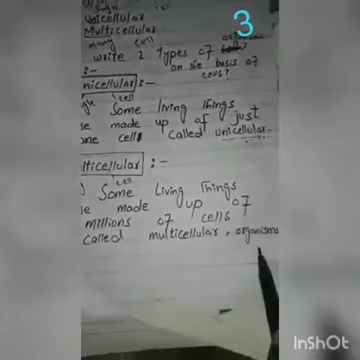 3
Unicellular
Multicellular
many cell
write 2 types of
on the basis of
cells?
:-
nicellular :-
cell
Some living things
made up of just
one cell called unicellular
lticellular :-
cell
Some Living things
made up of
millions of cells
called multicellular organisms
InShOt